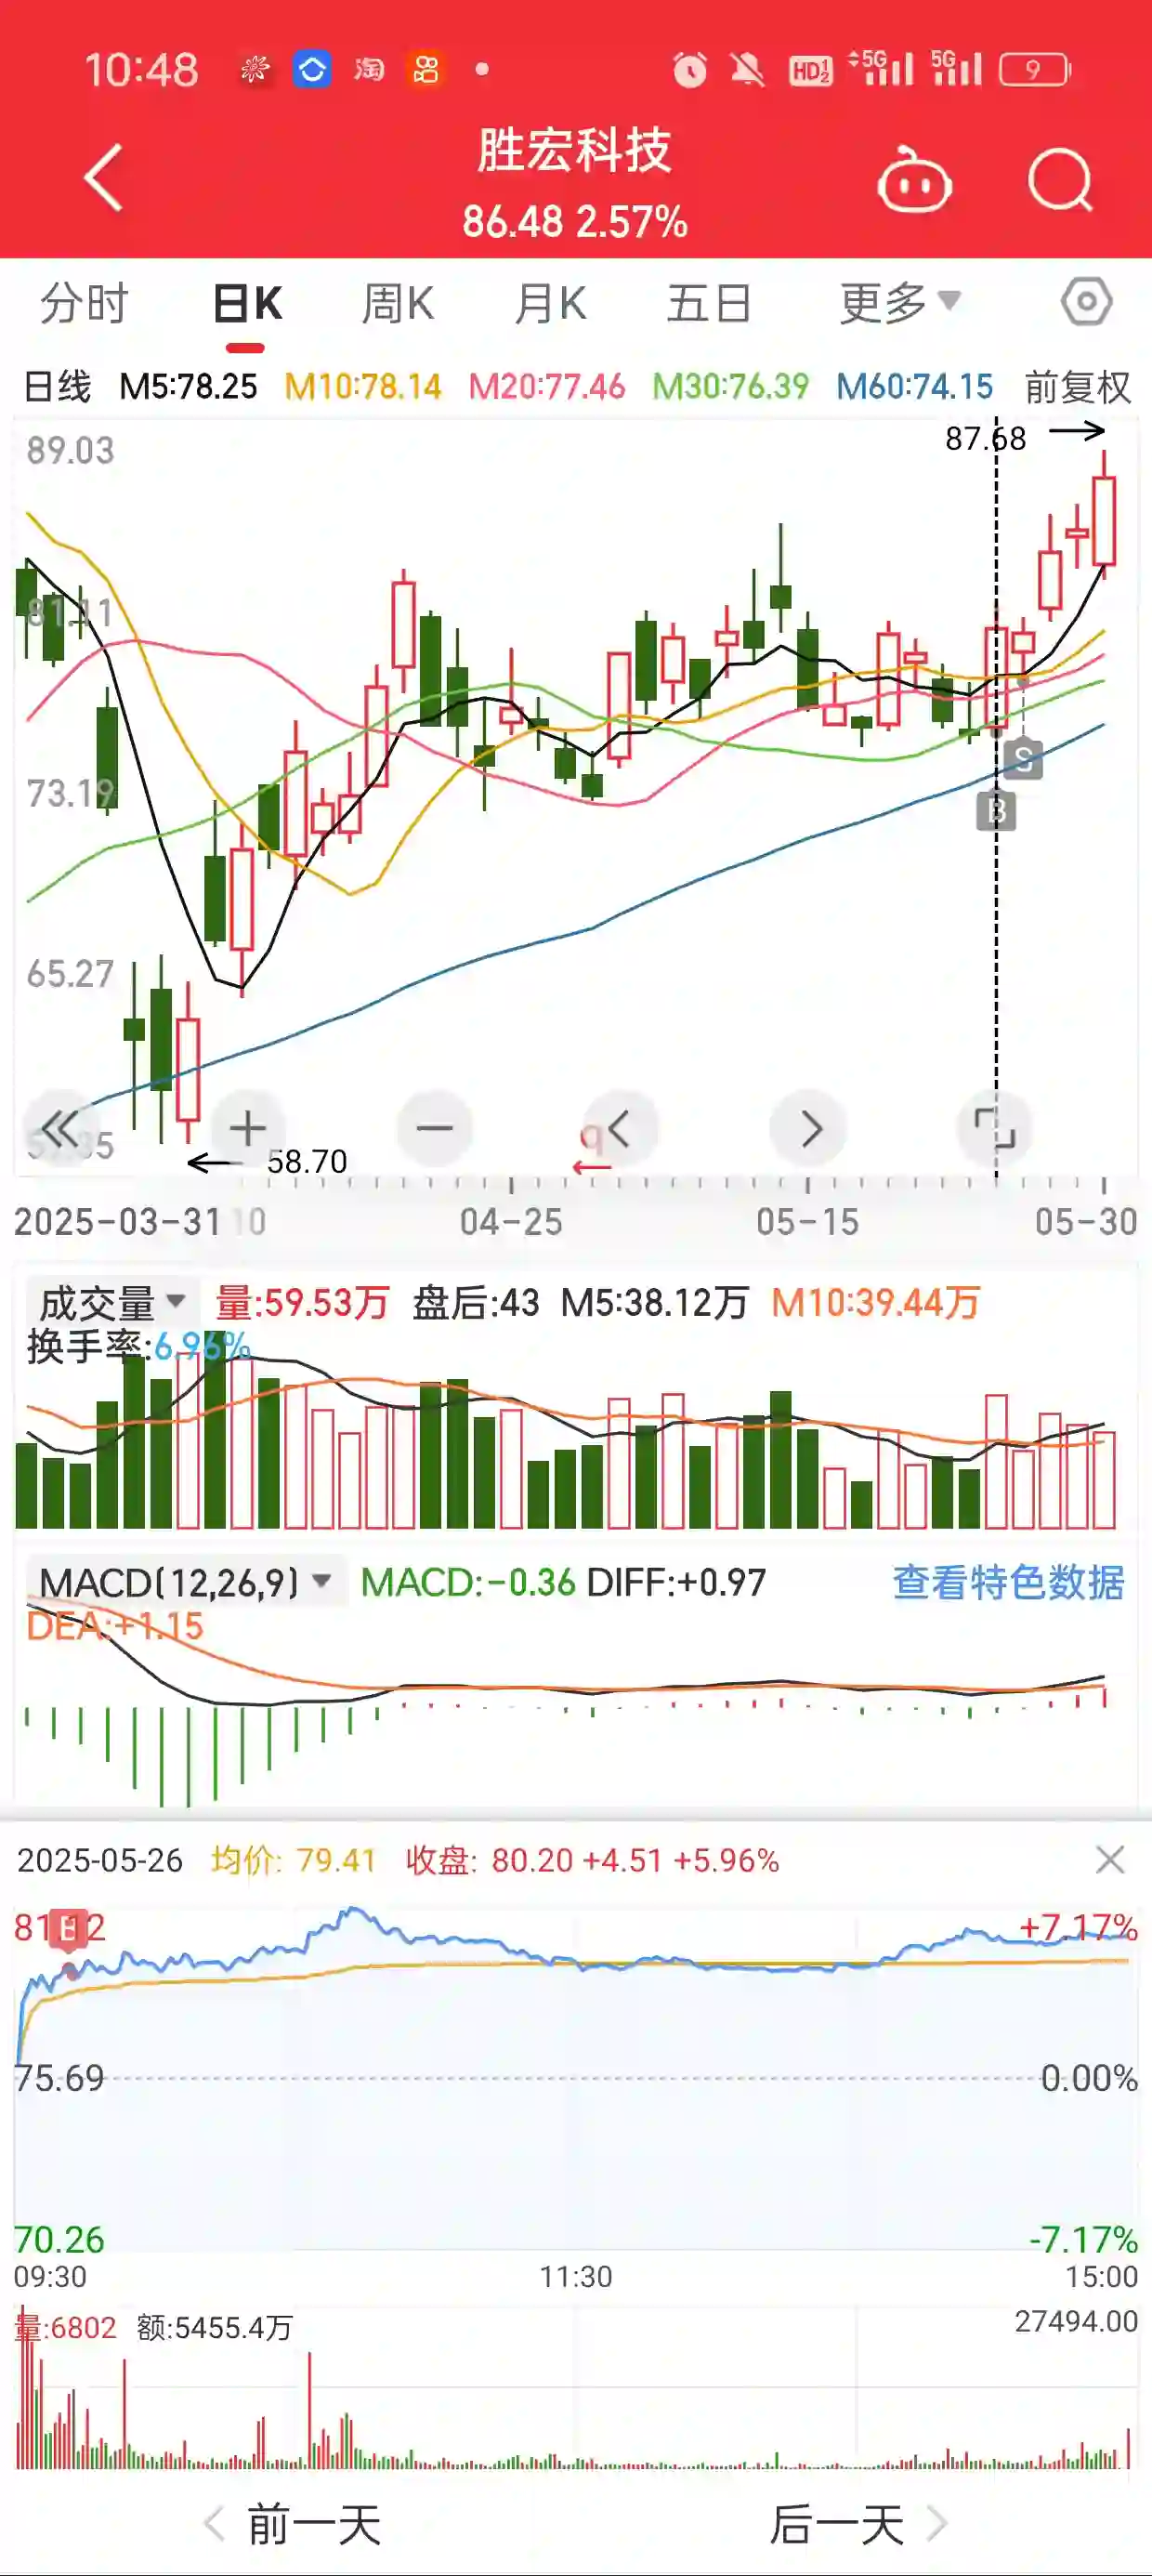 10:48 淘 HD1 2 5G 5G 9
胜宏科技
86.48 2.57%
分时 日K 周K 月K 五日 更多
日线 M5:78.25 M10:78.14 M20:77.46 M30:76.39 M60:74.15 前复权
89.03
87.68
81.11
73.19
S
B
65.27
58.70
q
2025-03-31 10 04-25 05-15 05-30
成交量 量:59.53万 盘后:43 M5:38.12万 M10:39.44万
换手率:6.96%
MACD(12,26,9) MACD:-0.36 DIFF:+0.97 查看特色数据
DEA:+1.15
2025-05-26 均价: 79.41 收盘: 80.20 +4.51 +5.96%
81.12 +7.17%
75.69 0.00%
70.26 -7.17%
09:30 11:30 15:00
量:6802 额:5455.4万 27494.00
前一天 后一天